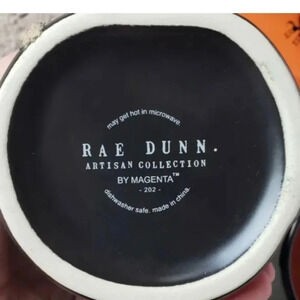 may get hot in microwave.
RAE DUNN.
ARTISAN COLLECTION
BY MAGENTA™
- 202 -
dishwasher safe. made in china.